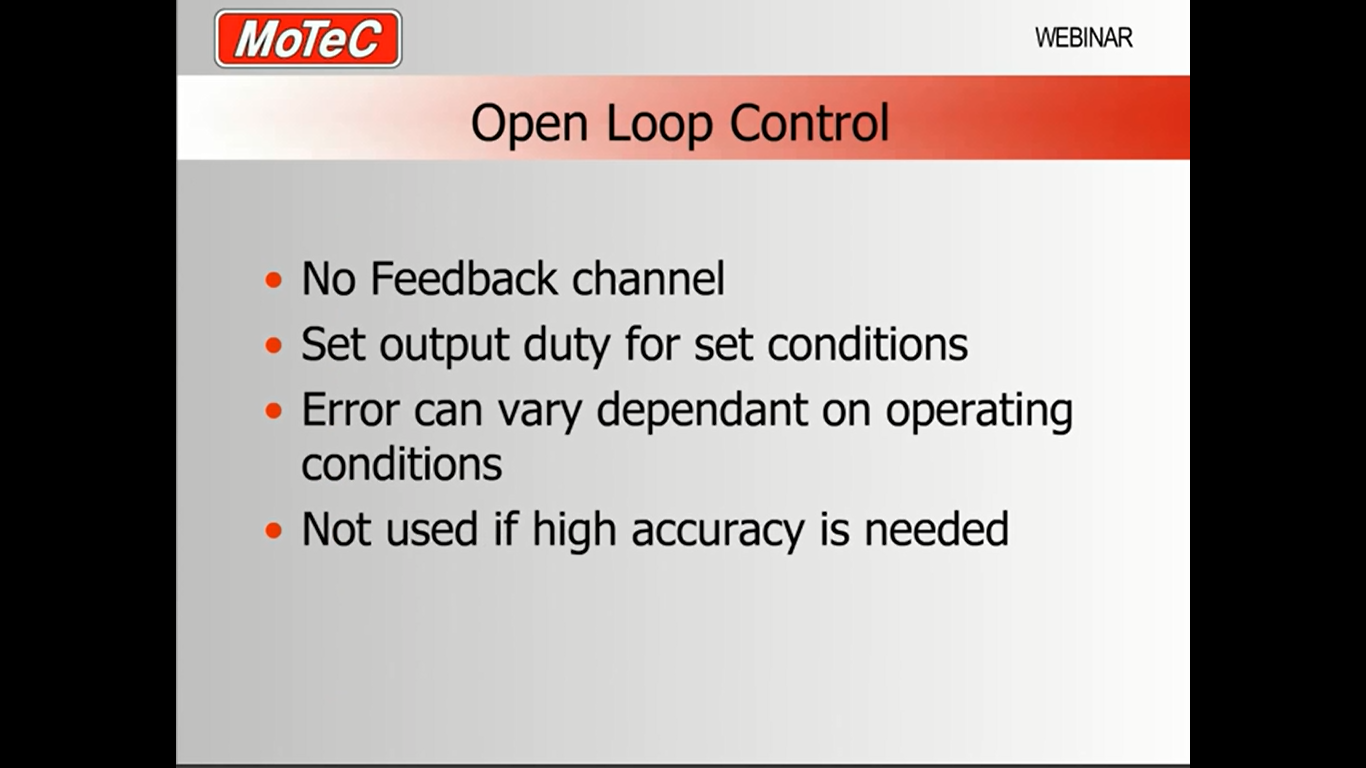 MoTeC
WEBINAR
Open Loop Control
• No Feedback channel
• Set output duty for set conditions
• Error can vary dependant on operating
conditions
• Not used if high accuracy is needed